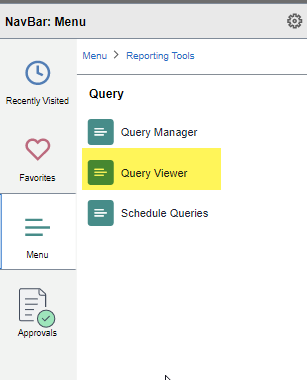 NavBar: Menu
Recently Visited
Favorites
Menu
Approvals
Menu > Reporting Tools
Query
Query Manager
Query Viewer
Schedule Queries